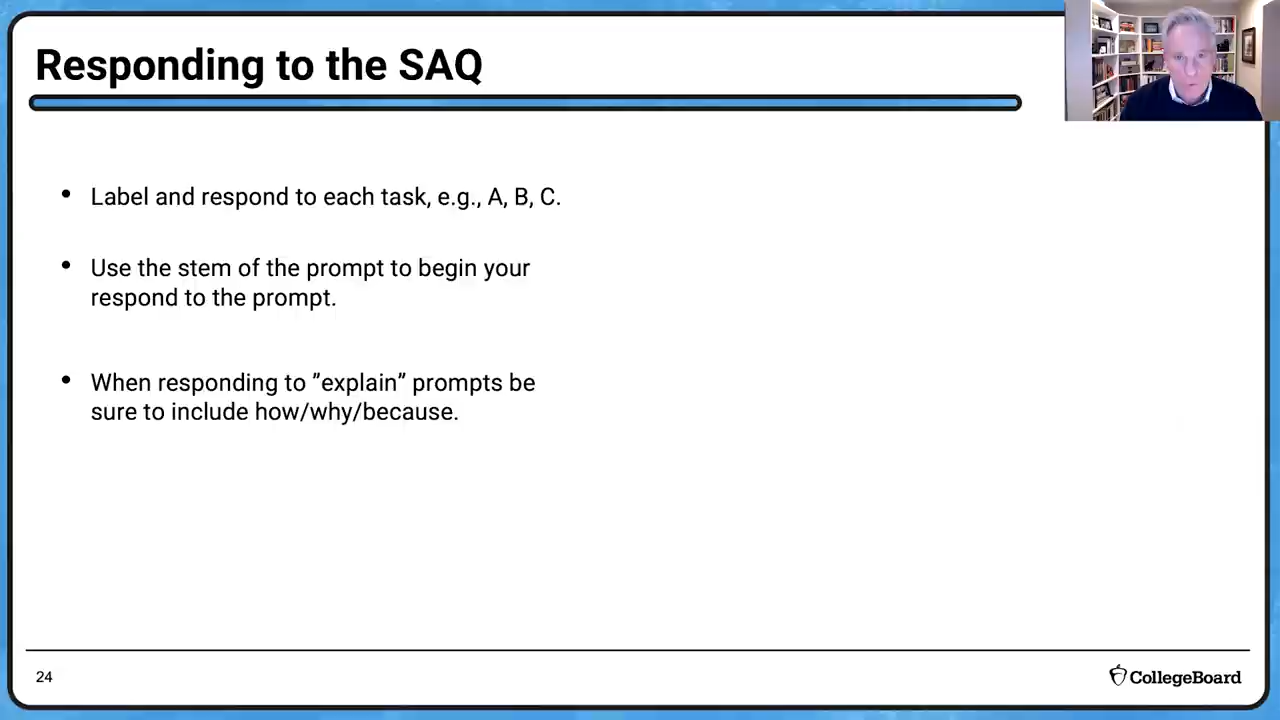 Responding to the SAQ
• Label and respond to each task, e.g., A, B, C.
• Use the stem of the prompt to begin your
respond to the prompt.
• When responding to ”explain” prompts be
sure to include how/why/because.
24
CollegeBoard